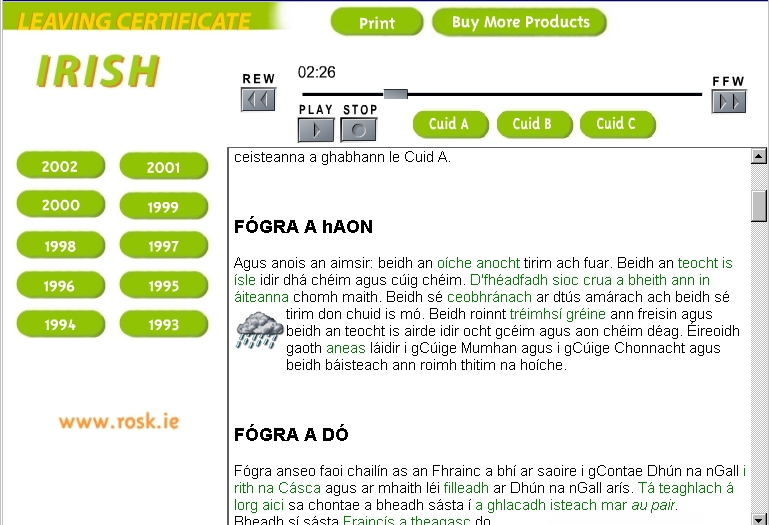 LEAVING CERTIFICATE
Print
Buy More Products
IRISH
REW
02:26
FFW
PLAY STOP
Cuid A
Cuid B
Cuid C
2002
2001
2000
1999
1998
1997
1996
1995
1994
1993
www.rosk.ie
ceisteanna a ghabhann le Cuid A.
FÓGRA A hAON
Agus anois an aimsir: beidh an oíche anocht tirim ach fuar. Beidh an teocht is
ísle idir dhá chéim agus cúig chéim. D'fhéadfadh sioc crua a bheith ann in
áiteanna chomh maith. Beidh sé ceobhránach ar dtús amárach ach beidh sé
tirim don chuid is mó. Beidh roinnt tréimhsí gréine ann freisin agus
beidh an teocht is airde idir ocht gcéim agus aon chéim déag. Éireoidh
gaoth aneas láidir i gCúige Mumhan agus i gCúige Chonnacht agus
beidh báisteach ann roimh thitim na hoíche.
FÓGRA A DÓ
Fógra anseo faoi chailín as an Fhrainc a bhí ar saoire i gContae Dhún na nGall i
rith na Cásca agus ar mhaith léi filleadh ar Dhún na nGall arís. Tá teaghlach á
lorg aici sa chontae a bheadh sásta í a ghlacadh isteach mar au pair.
Bheadh sí sásta Fraincís a theagasc do